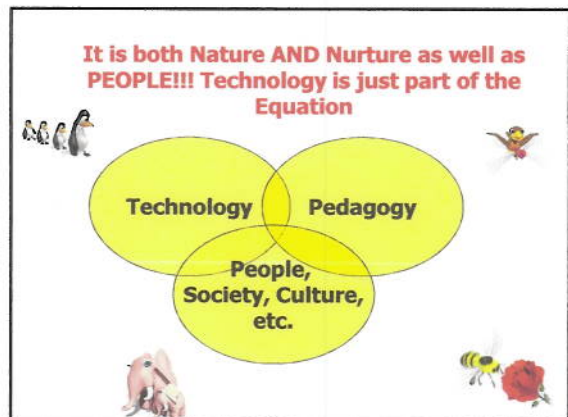 It is both Nature AND Nurture as well as
PEOPLE!!! Technology is just part of the
Equation
Technology
Pedagogy
People,
Society, Culture,
etc.